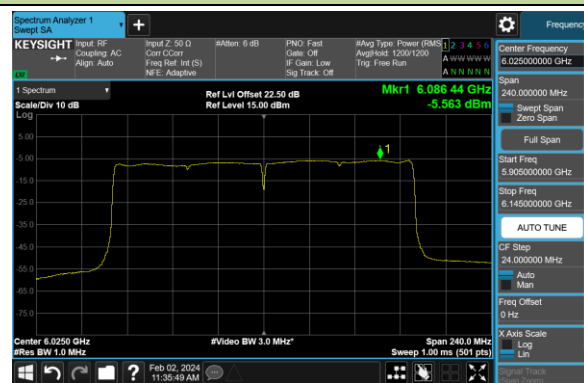 Spectrum Analyzer 1
Swept SA
Frequency
KEYSIGHT
Input: RF
Coupling: AC
Align: Auto
Input Z: 50 Ω
Corr CCorr
Freq Ref: Int (S)
NFE: Adaptive
#Atten: 6 dB
PNO: Fast
Gate: Off
IF Gain: Low
Sig Track: Off
#Avg Type: Power (RMS
Avg|Hold: 1200/1200
Trig: Free Run
1 2 3 4 5 6
A W W W W W
A N N N N N
LW
1 Spectrum
Scale/Div 10 dB
Log
Ref Lvl Offset 22.50 dB
Ref Level 15.00 dBm
Mkr1 6.086 44 GHz
-5.563 dBm
5.00
-5.00
-15.0
-25.0
-35.0
-45.0
-55.0
-65.0
-75.0
1
Center 6.0250 GHz
#Res BW 1.0 MHz
#Video BW 3.0 MHz*
Span 240.0 MHz
Sweep 1.00 ms (501 pts)
Feb 02, 2024
11:35:49 AM
Center Frequency
6.025000000 GHz
Span
240.000000 MHz
Swept Span
Zero Span
Full Span
Start Freq
5.905000000 GHz
Stop Freq
6.145000000 GHz
AUTO TUNE
CF Step
24.000000 MHz
Auto
Man
Freq Offset
0 Hz
X Axis Scale
Log
Lin
Signal Track